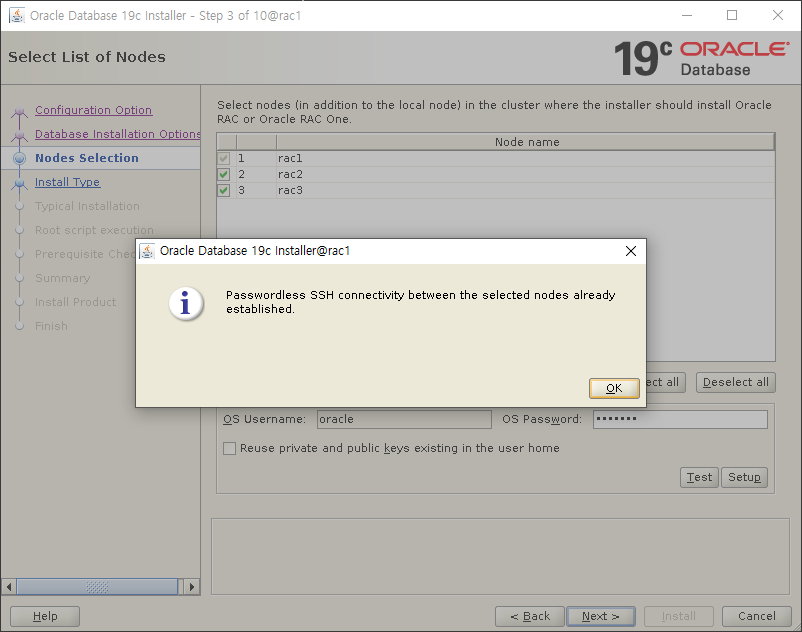 Oracle Database 19c Installer - Step 3 of 10@rac1
Select List of Nodes
19c ORACLE
Database
Configuration Option
Database Installation Options
Nodes Selection
Install Type
Typical Installation
Root script execution
Prerequisite Chec
Summary
Install Product
Finish
Select nodes (in addition to the local node) in the cluster where the installer should install Oracle
RAC or Oracle RAC One.
Node name
1 rac1
2 rac2
3 rac3
Oracle Database 19c Installer@rac1
Passwordless SSH connectivity between the selected nodes already
established.
OK
ect all
Deselect all
OS Username: oracle OS Password: •••••••
Reuse private and public keys existing in the user home
Test Setup
Help < Back Next > Install Cancel